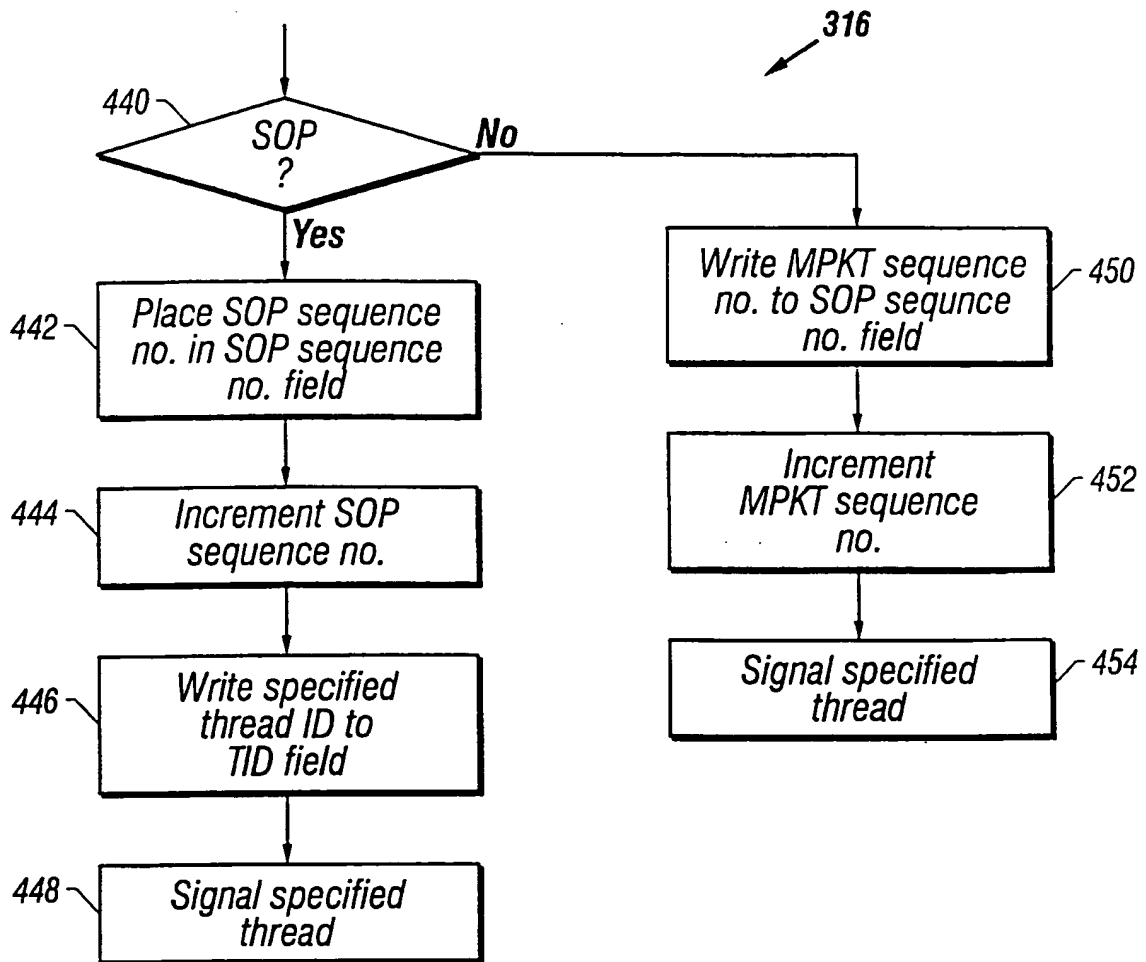 316
440
SOP
?
No
Yes
442
Place SOP sequence
no. in SOP sequence
no. field
444
Increment SOP
sequence no.
446
Write specified
thread ID to
TID field
448
Signal specified
thread
Write MPKT sequence
no. to SOP sequnce
no. field
450
Increment
MPKT sequence
no.
452
Signal specified
thread
454